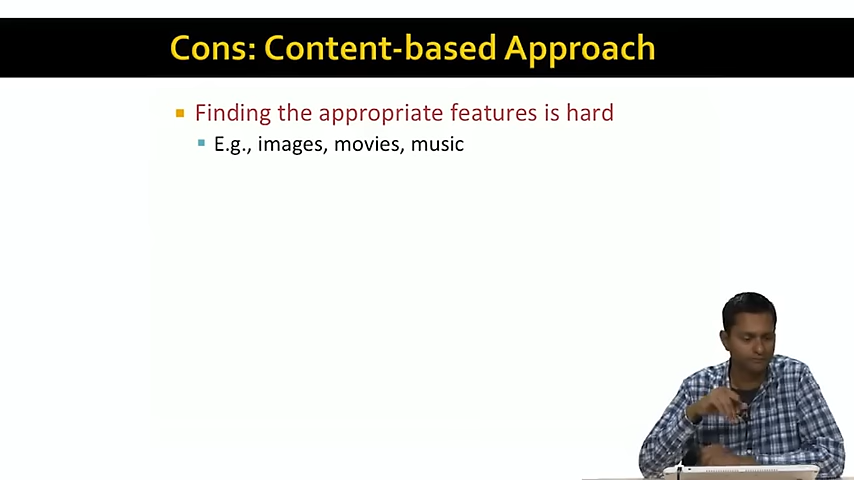 Cons: Content-based Approach
Finding the appropriate features is hard
E.g., images, movies, music